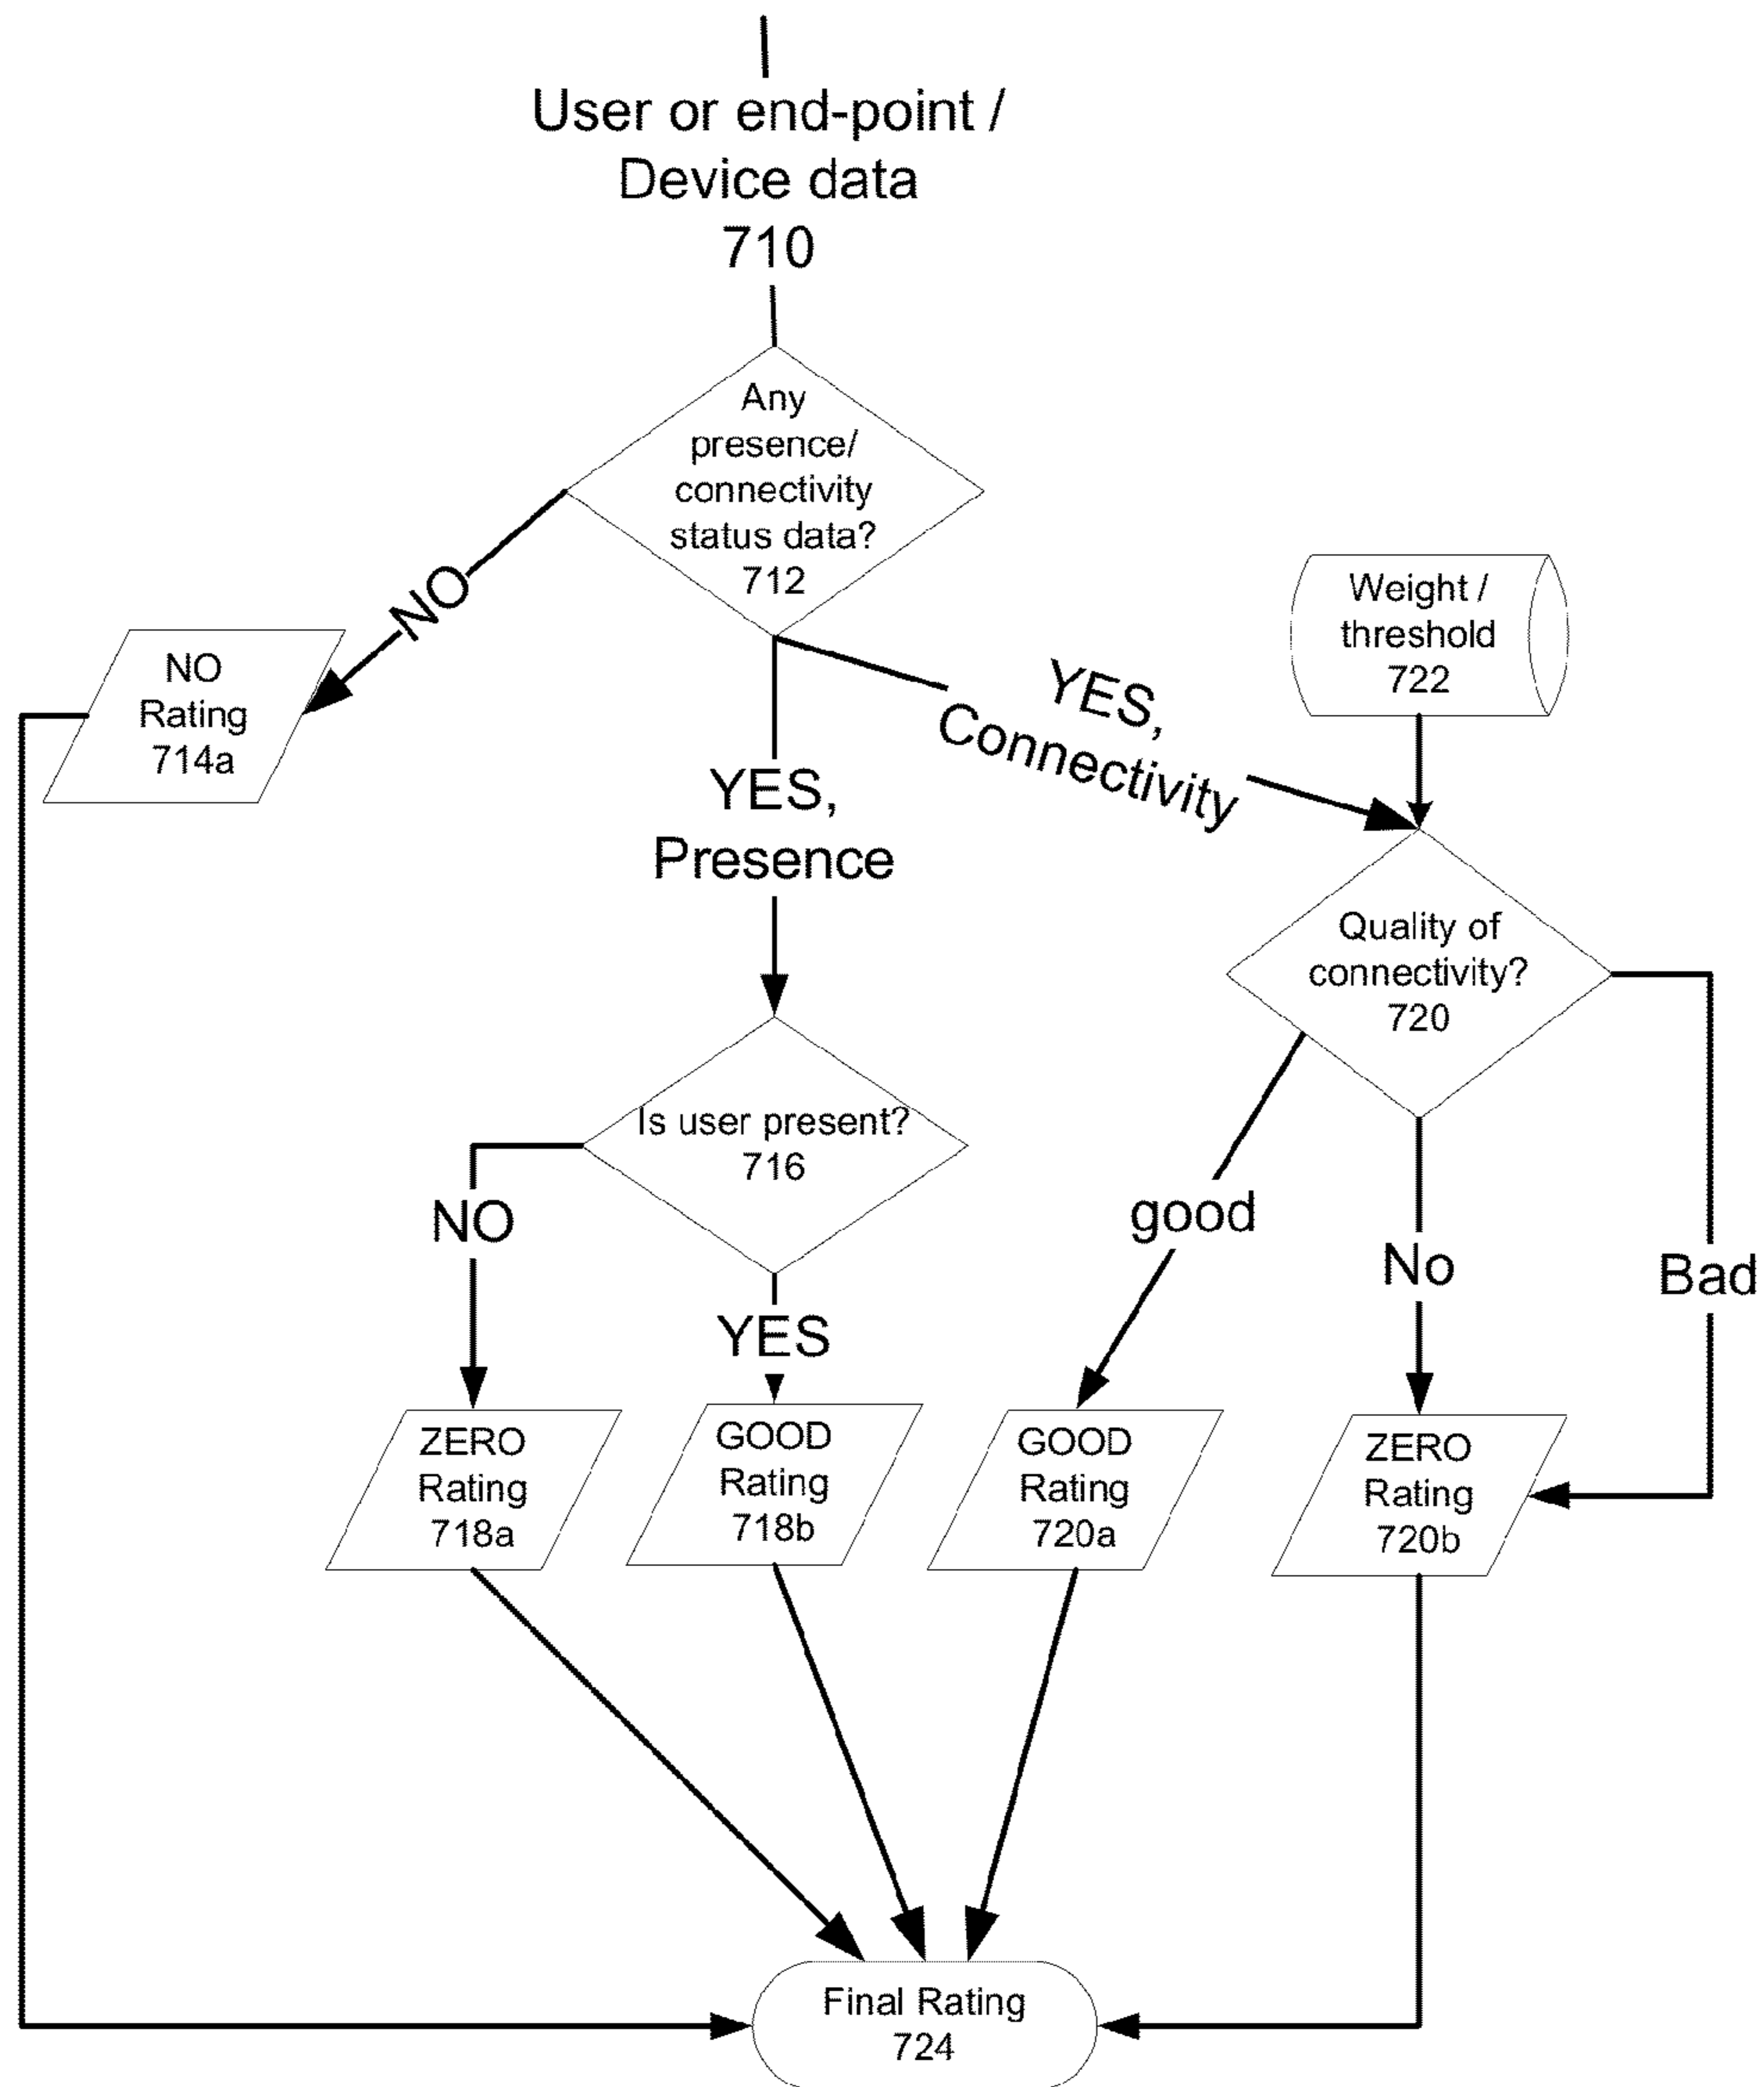 User or end-point /
Device data
710
Any
presence/
connectivity
status data?
712
NO
NO
Rating
714a
YES,
Connectivity
Weight /
threshold
722
YES,
Presence
Quality of
connectivity?
720
Is user present?
716
NO
YES
good
No
Bad
ZERO
Rating
718a
GOOD
Rating
718b
GOOD
Rating
720a
ZERO
Rating
720b
Final Rating
724